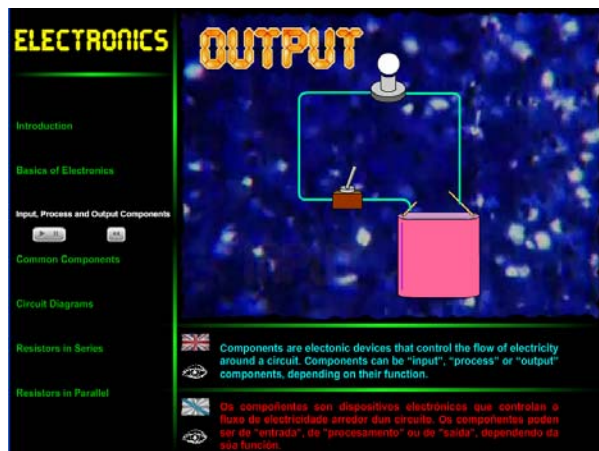 ELECTRONICS
OUTPUT
Introduction
Basics of Electronics
Input, Process and Output Components
Common Components
Circuit Diagrams
Resistors in Series
Resistors in Parallel
Components are electonic devices that control the flow of electricity
around a circuit. Components can be "input", "process" or "output"
components, depending on their function.
Os compoñentes son dispositivos electrónicos que controlan o
fluxo de electricidade arredor dun circuito. Os compoñentes poden
ser de "entrada", de "procesamento" ou de "saída", dependendo da
súa función.